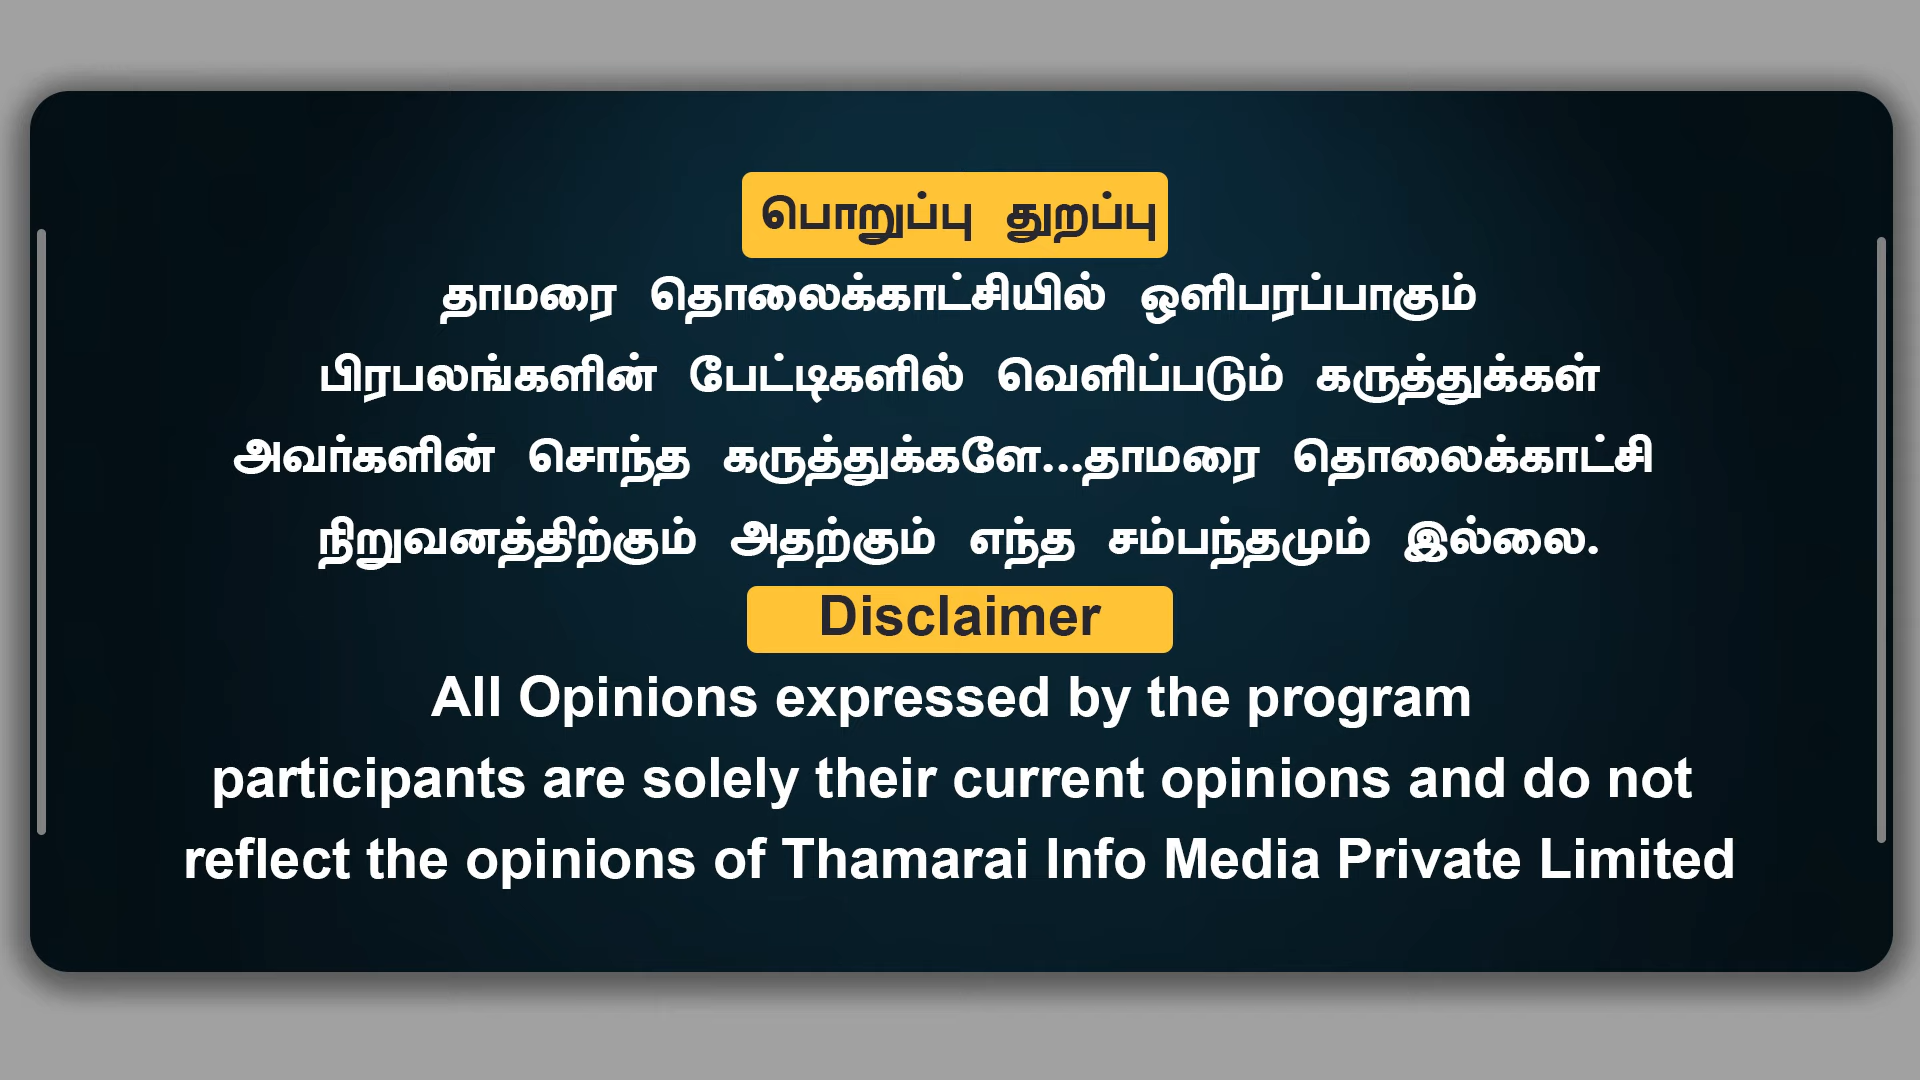 பொறுப்பு துறப்பு
தாமரை தொலைக்காட்சியில் ஒளிபரப்பாகும்
பிரபலங்களின் பேட்டிகளில் வெளிப்படும் கருத்துக்கள்
அவர்களின் சொந்த கருத்துக்களே...தாமரை தொலைக்காட்சி
நிறுவனத்திற்கும் அதற்கும் எந்த சம்பந்தமும் இல்லை.
Disclaimer
All Opinions expressed by the program
participants are solely their current opinions and do not
reflect the opinions of Thamarai Info Media Private Limited